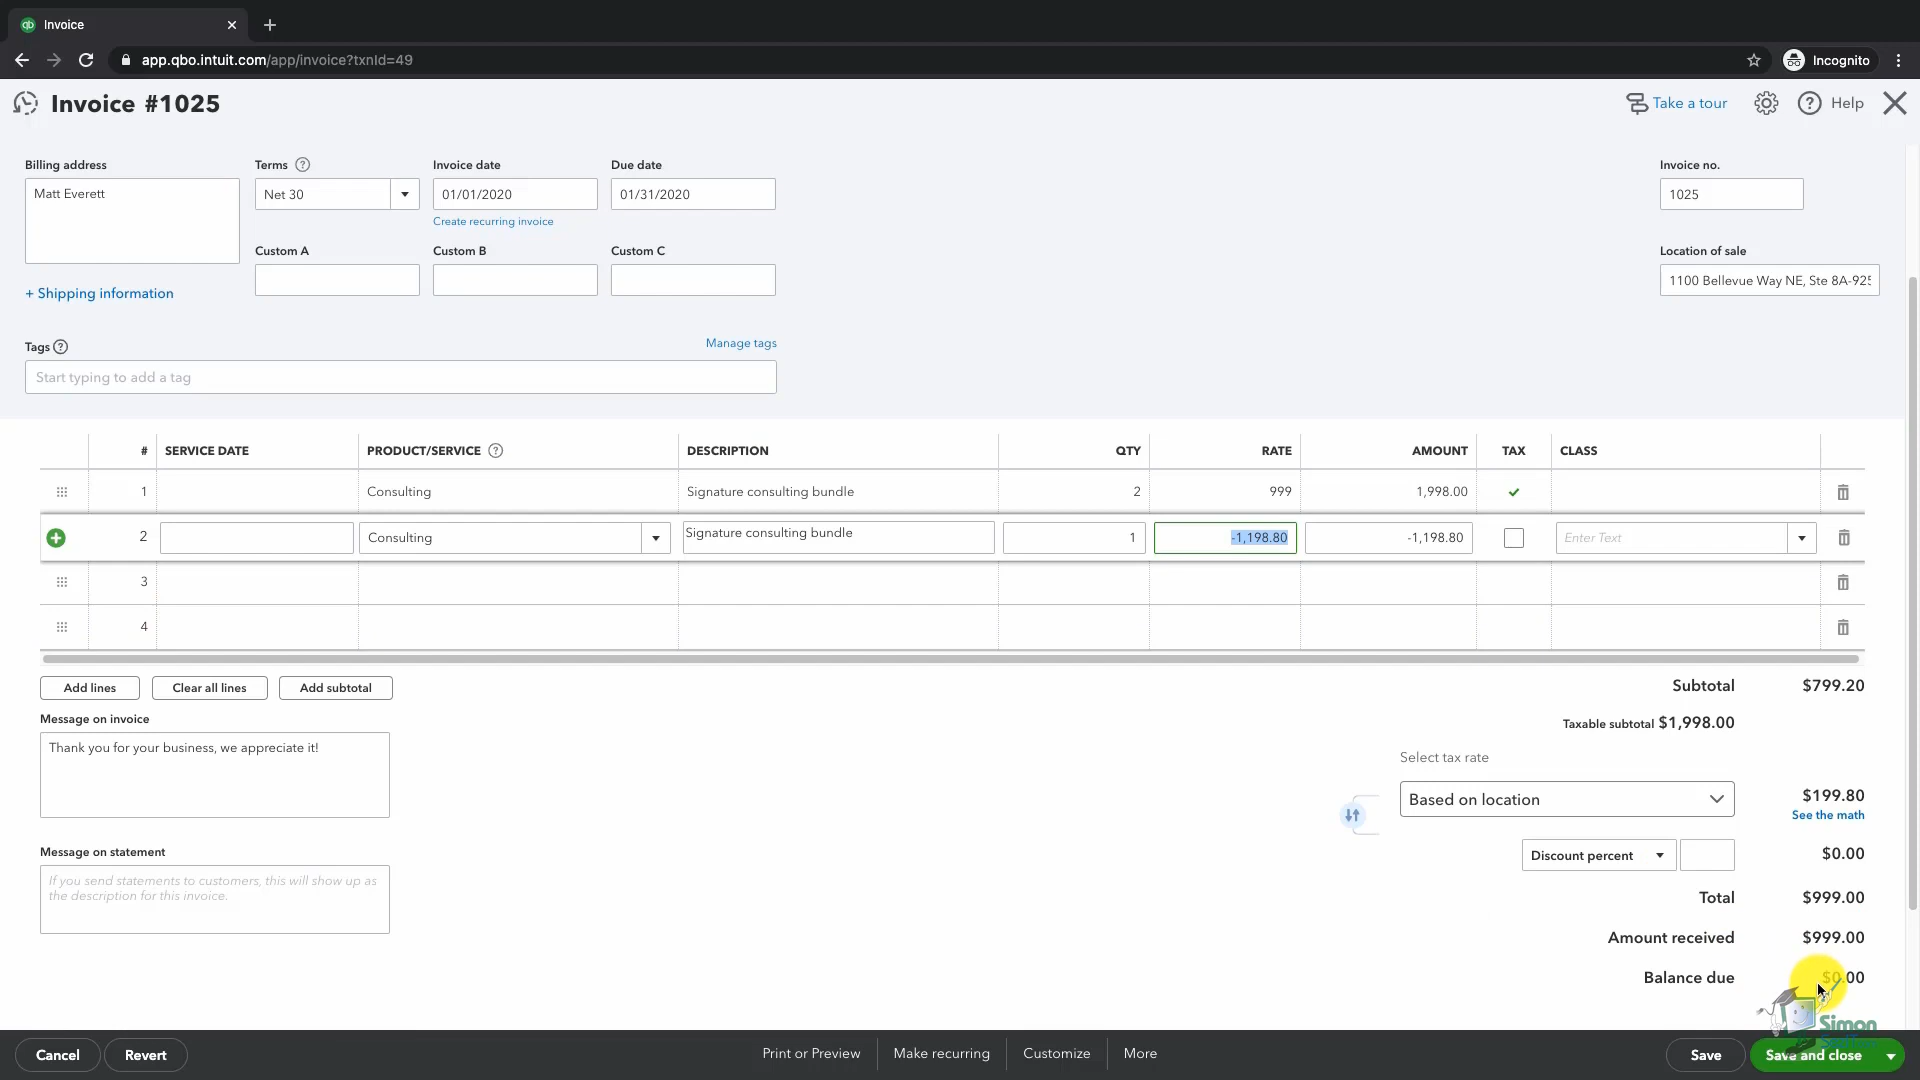 Invoice
app.qbo.intuit.com/app/invoice?txnId=49
Incognito
Invoice #1025
Take a tour
Help
Billing address
Terms
Invoice date
Due date
Invoice no.
Matt Everett
Net 30
01/01/2020
01/31/2020
1025
Create recurring invoice
Custom A
Custom B
Custom C
Location of sale
1100 Bellevue Way NE, Ste 8A-925
+ Shipping information
Tags
Manage tags
Start typing to add a tag
# SERVICE DATE PRODUCT/SERVICE DESCRIPTION QTY RATE AMOUNT TAX CLASS
1 Consulting Signature consulting bundle 2 999 1,998.00
2 Consulting Signature consulting bundle 1 -1,198.80 -1,198.80 Enter Text
3
4
Add lines
Clear all lines
Add subtotal
Subtotal $799.20
Message on invoice
Taxable subtotal $1,998.00
Thank you for your business, we appreciate it!
Select tax rate
Based on location
$199.80
See the math
Message on statement
Discount percent
$0.00
If you send statements to customers, this will show up as
the description for this invoice.
Total $999.00
Amount received $999.00
Balance due $0.00
Simon
Cancel
Revert
Print or Preview
Make recurring
Customize
More
Save
Save and close